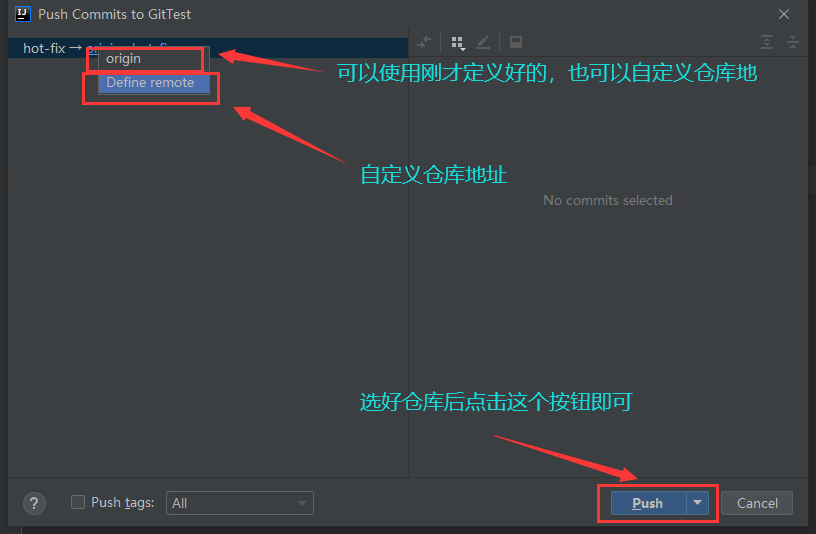 Push Commits to GitTest
hot-fix →
origin
Define remote
可以使用刚才定义好的，也可以自定义仓库地
自定义仓库地址
No commits selected
选好仓库后点击这个按钮即可
? Push tags: All
Push
Cancel